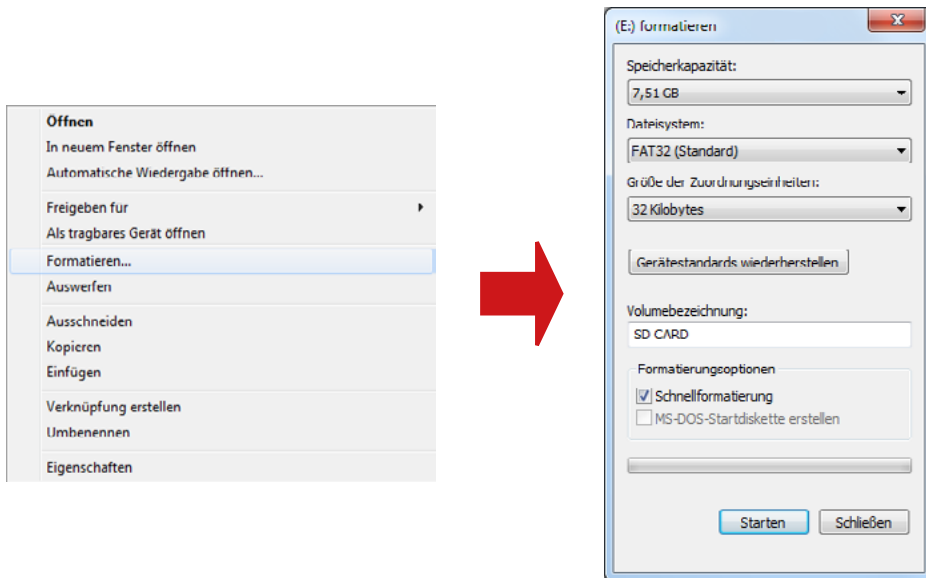 Öffnen
In neuem Fenster öffnen
Automatische Wiedergabe öffnen...
Freigeben für
Als tragbares Gerät öffnen
Formatieren...
Auswerfen
Ausschneiden
Kopieren
Einfügen
Verknüpfung erstellen
Umbenennen
Eigenschaften
(E:) formatieren
Speicherkapazität:
7,51 GB
Dateisystem:
FAT32 (Standard)
Größe der Zuordnungseinheiten:
32 Kilobytes
Gerätestandards wiederherstellen
Volumebezeichnung:
SD CARD
Formatierungsoptionen
Schnellformatierung
MS-DOS-Startdiskette erstellen
Starten Schließen